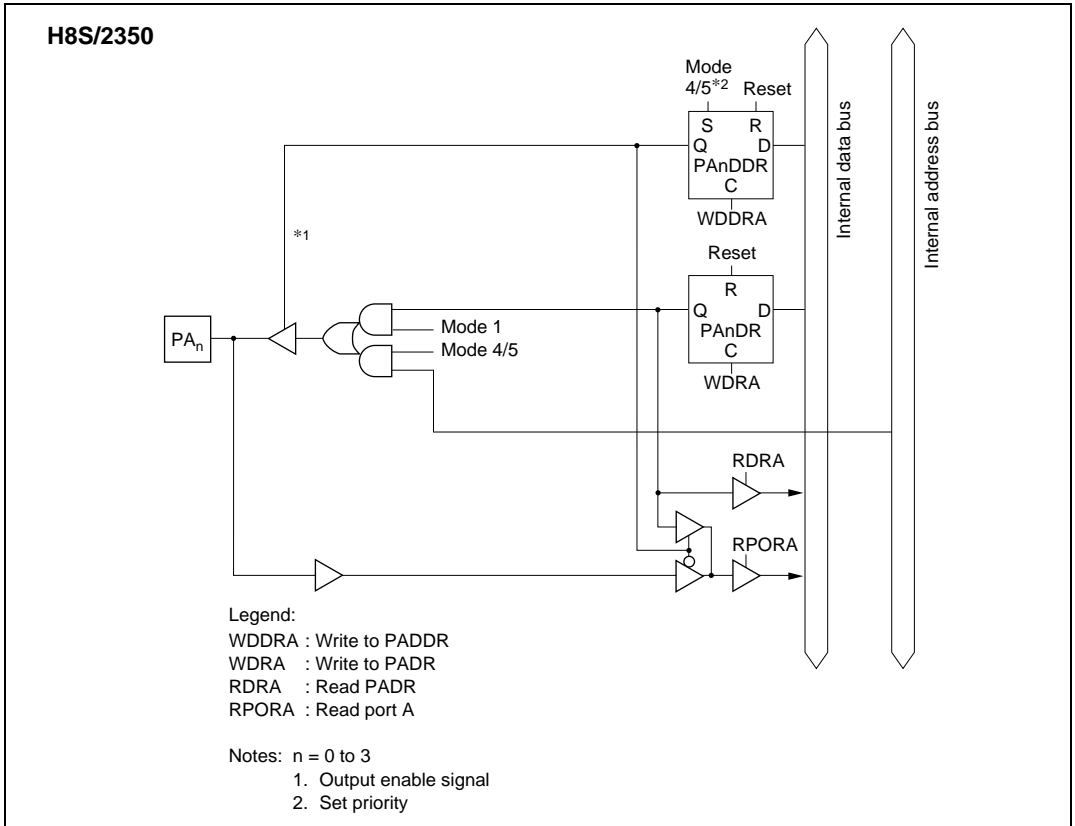 H8S/2350
Mode
4/5*2 Reset
S R
Q D
PAnDDR
C
WDDRA
Internal data bus
Internal address bus
*1
Reset
R
Q D
PAnDR
C
WDRA
Mode 1
Mode 4/5
PAn
RDRA
RPORA
Legend:
WDDRA : Write to PADDR
WDRA : Write to PADR
RDRA : Read PADR
RPORA : Read port A
Notes: n = 0 to 3
1. Output enable signal
2. Set priority